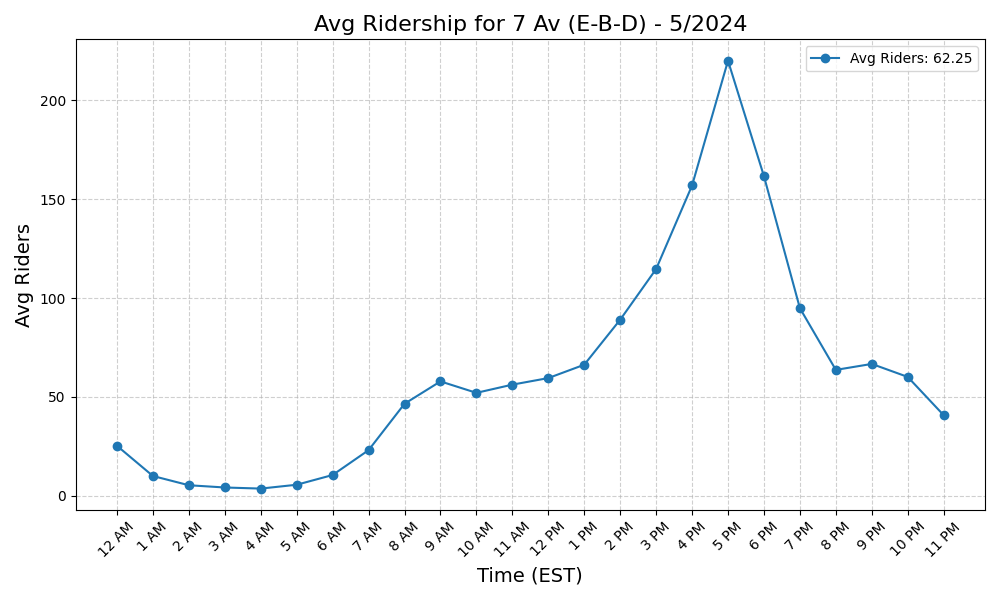 Avg Ridership for 7 Av (E-B-D) - 5/2024
Avg Riders: 62.25
Avg Riders
200
150
100
50
0
12 AM
1 AM
2 AM
3 AM
4 AM
5 AM
6 AM
7 AM
8 AM
9 AM
10 AM
11 AM
12 PM
1 PM
2 PM
3 PM
4 PM
5 PM
6 PM
7 PM
8 PM
9 PM
10 PM
11 PM
Time (EST)